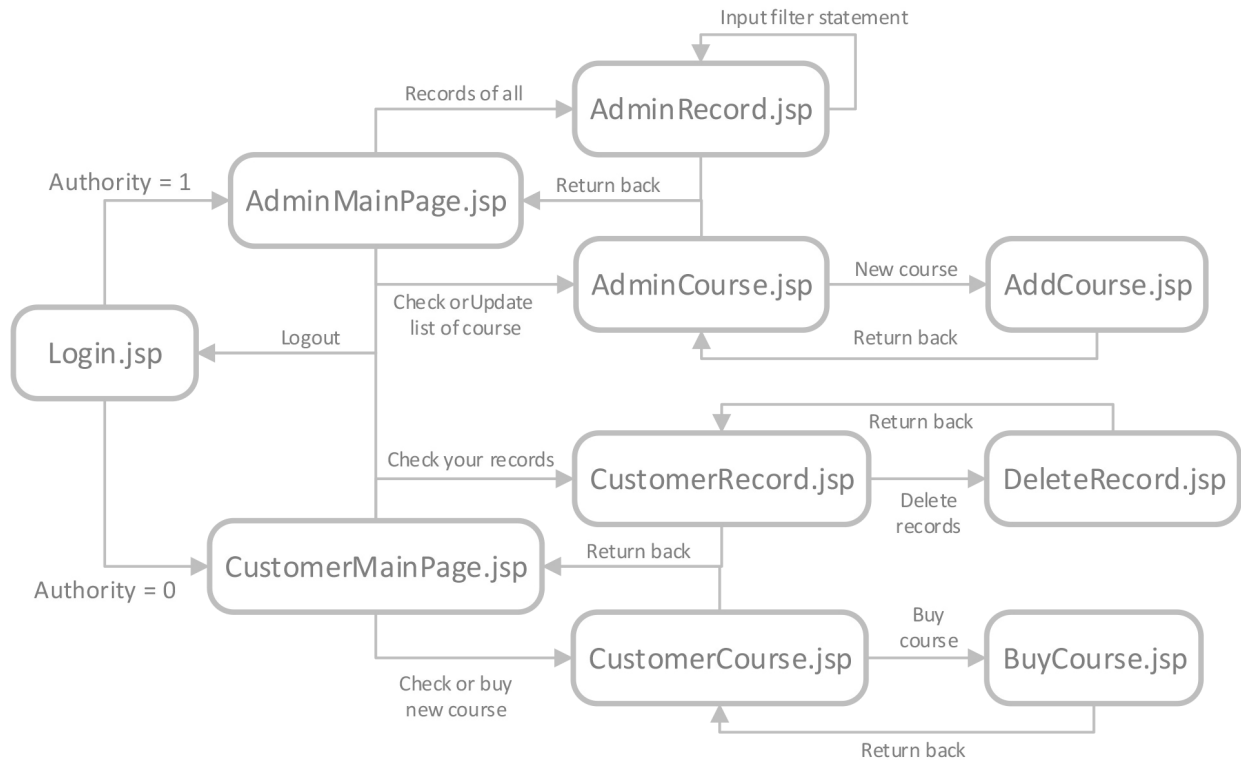 Input filter statement
Records of all
AdminRecord.jsp
Authority = 1
AdminMainPage.jsp
Return back
AdminCourse.jsp
New course
AddCourse.jsp
Check orUpdate
list of course
Login.jsp
Logout
Return back
Return back
Check your records
CustomerRecord.jsp
DeleteRecord.jsp
Delete
records
CustomerMainPage.jsp
Return back
Authority = 0
Buy
course
CustomerCourse.jsp
BuyCourse.jsp
Check or buy
new course
Return back